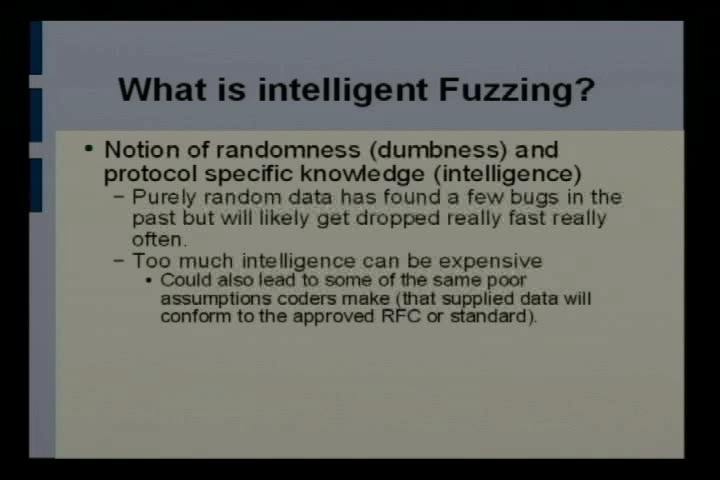 What is intelligent Fuzzing?
• Notion of randomness (dumbness) and
protocol specific knowledge (intelligence)
– Purely random data has found a few bugs in the
past but will likely get dropped really fast really
often.
– Too much intelligence can be expensive
• Could also lead to some of the same poor
assumptions coders make (that supplied data will
conform to the approved RFC or standard).